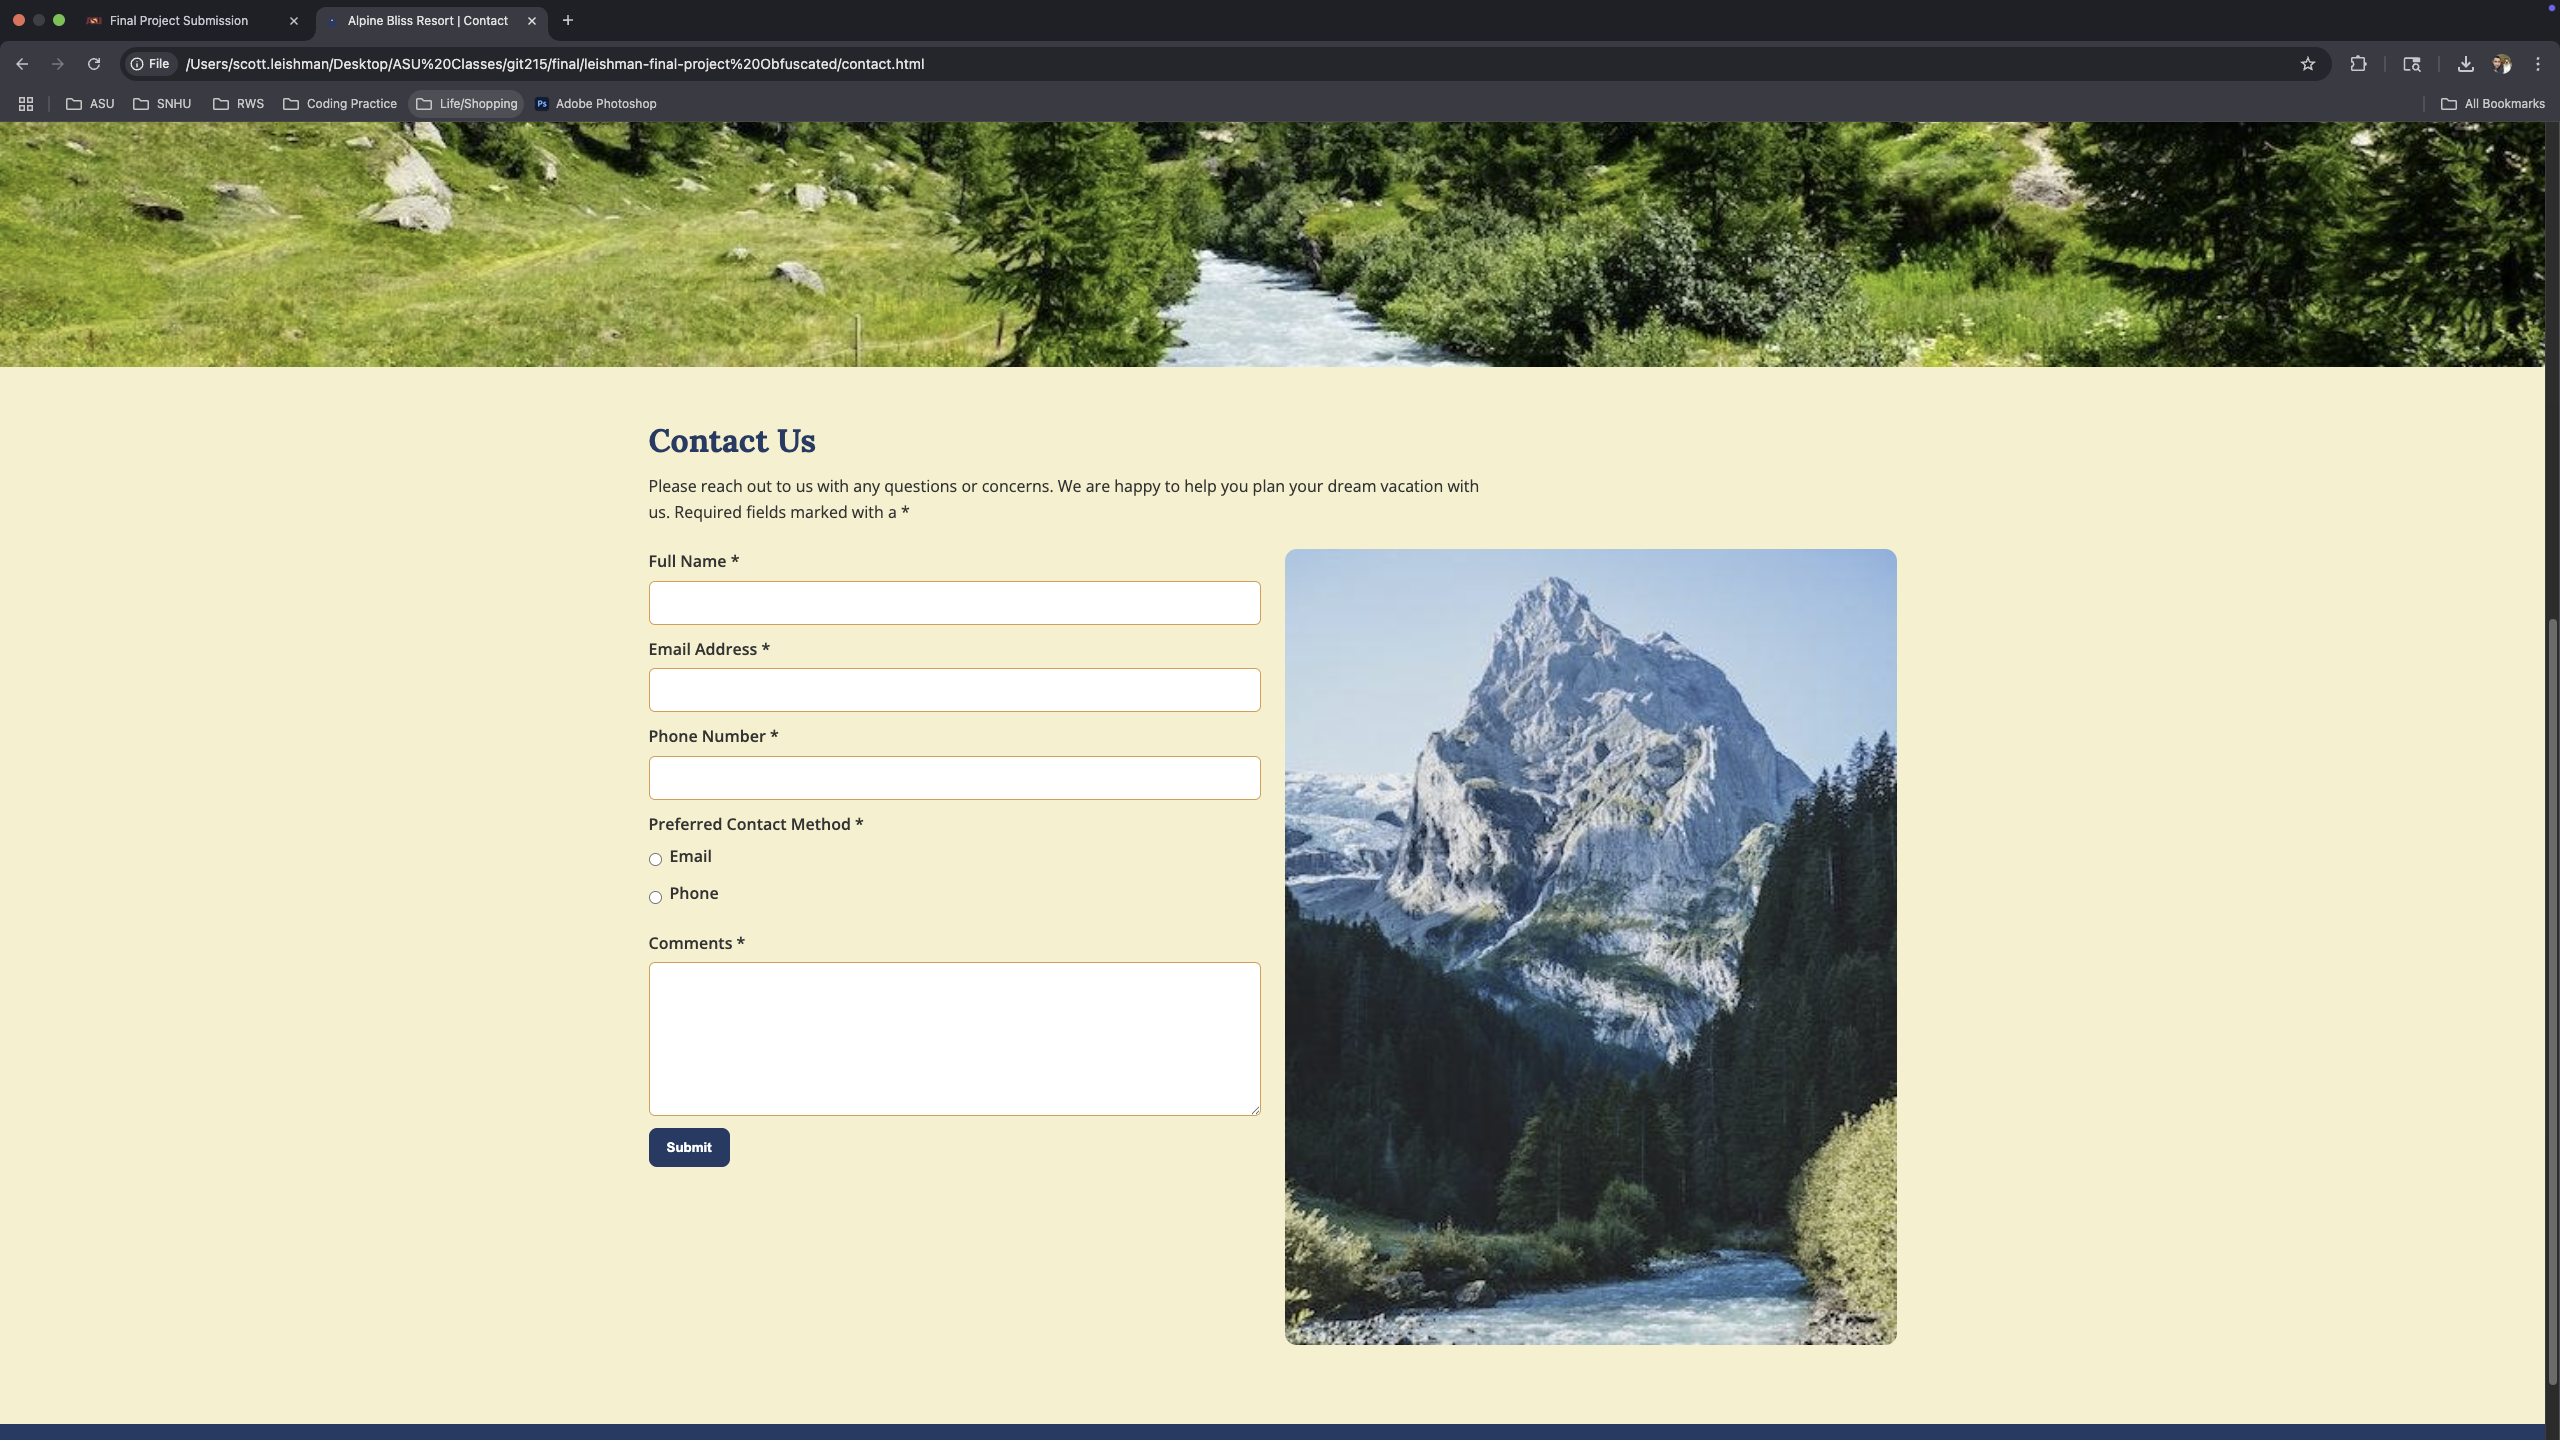 Final Project Submission
Alpine Bliss Resort | Contact
File
/Users/scott.leishman/Desktop/ASU%20Classes/git215/final/leishman-final-project%20Obfuscated/contact.html
ASU
SNHU
RWS
Coding Practice
Life/Shopping
Ps
Adobe Photoshop
All Bookmarks
Contact Us
Please reach out to us with any questions or concerns. We are happy to help you plan your dream vacation with
us. Required fields marked with a *
Full Name *
Email Address *
Phone Number *
Preferred Contact Method *
Email
Phone
Comments *
Submit